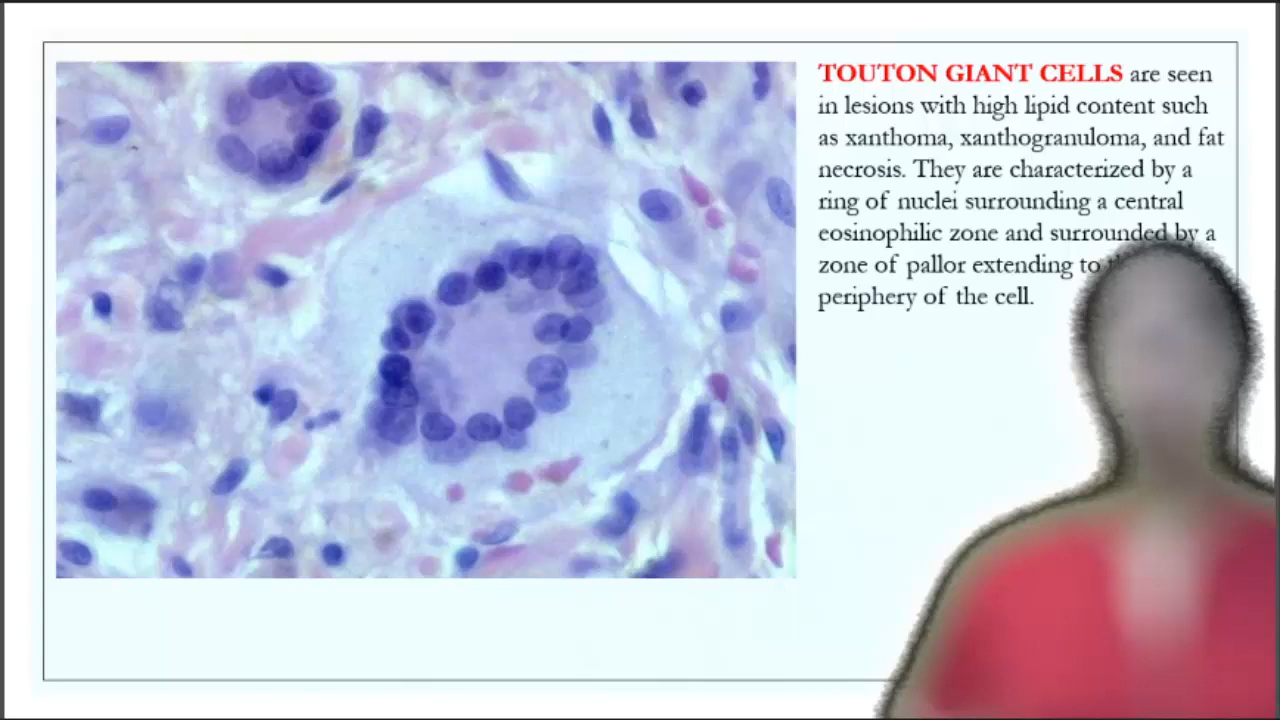 TOUTON GIANT CELLS are seen
in lesions with high lipid content such
as xanthoma, xanthogranuloma, and fat
necrosis. They are characterized by a
ring of nuclei surrounding a central
eosinophilic zone and surrounded by a
zone of pallor extending to
periphery of the cell.